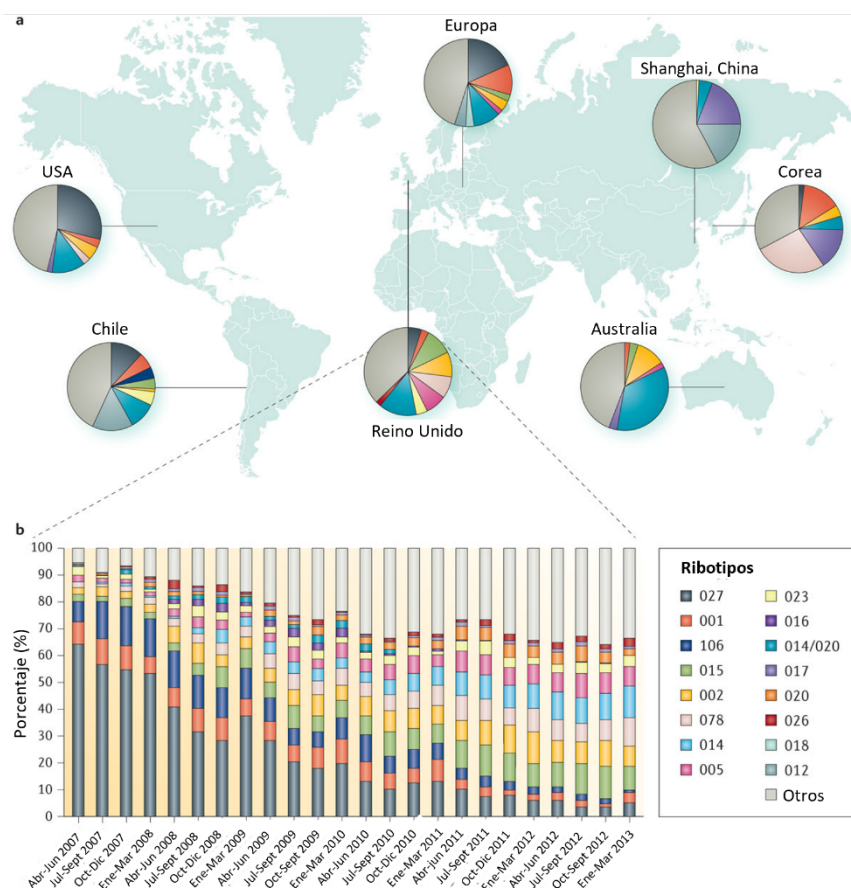 a
Europa
Shanghai, China
USA
Corea
Chile
Reino Unido
Australia
b
Porcentaje (%)
100
90
80
70
60
50
40
30
20
10
0
Abr-Jun 2007
Jul-Sept 2007
Oct-Dic 2007
Ene-Mar 2008
Abr-Jun 2008
Jul-Sept 2008
Oct-Dic 2008
Ene-Mar 2009
Abr-Jun 2009
Jul-Sept 2009
Oct-Sept 2009
Ene-Mar 2010
Abr-Jun 2010
Jul-Sept 2010
Oct-Dic 2010
Ene-Mar 2011
Abr-jun 2011
Jul-Sept 2011
Oct-Dic 2011
Ene-Mar 2012
Abr-Jun 2012
Jul-Sept 2012
Oct-Sept 2012
Ene-Mar 2013
Ribotipos
027
001
106
015
002
078
014
005
023
016
014/020
017
020
026
018
012
Otros